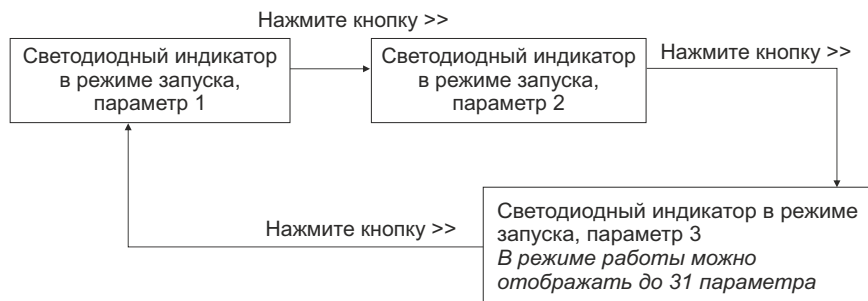 Нажмите кнопку >>
Светодиодный индикатор
в режиме запуска,
параметр 1
Светодиодный индикатор
в режиме запуска,
параметр 2
Нажмите кнопку >>
Светодиодный индикатор в режиме
запуска, параметр 3
В режиме работы можно
отображать до 31 параметра
Нажмите кнопку >>